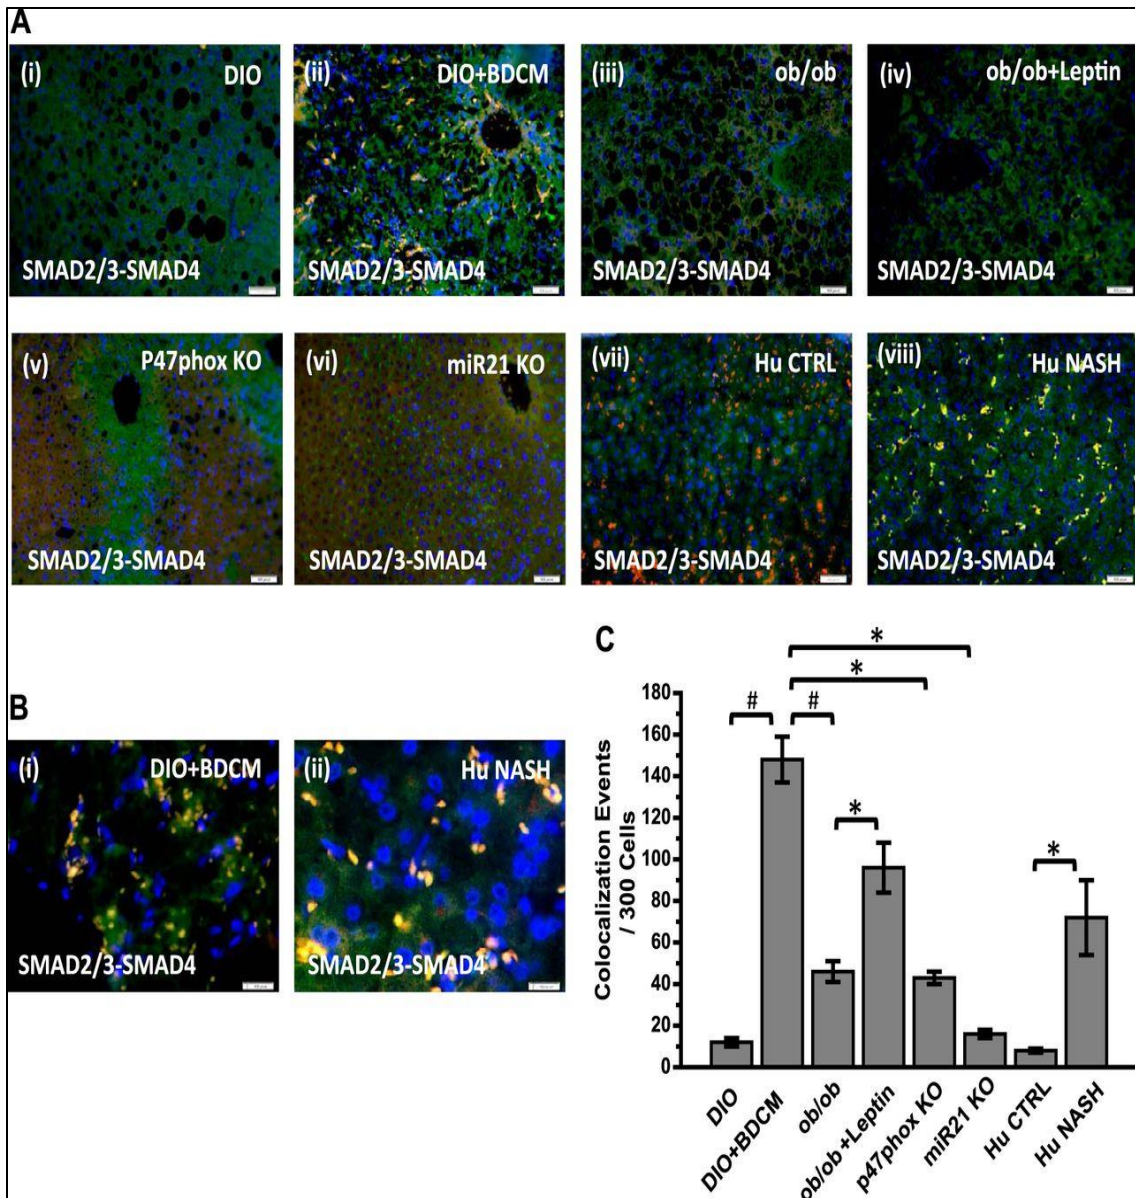 A
(i) DIO
SMAD2/3-SMAD4
(ii) DIO+BDCM
SMAD2/3-SMAD4
(iii) ob/ob
SMAD2/3-SMAD4
(iv) ob/ob+Leptin
SMAD2/3-SMAD4
(v) P47phox KO
SMAD2/3-SMAD4
(vi) miR21 KO
SMAD2/3-SMAD4
(vii) Hu CTRL
SMAD2/3-SMAD4
(viii) Hu NASH
SMAD2/3-SMAD4
B
(i) DIO+BDCM
SMAD2/3-SMAD4
(ii) Hu NASH
SMAD2/3-SMAD4
C
Colocalization Events
/ 300 Cells
180
160
140
120
100
80
60
40
20
0
*
*
#
#
*
*
DIO
DIO+BDCM
ob/ob
ob/ob +Leptin
p47phox KO
miR21 KO
Hu CTRL
Hu NASH